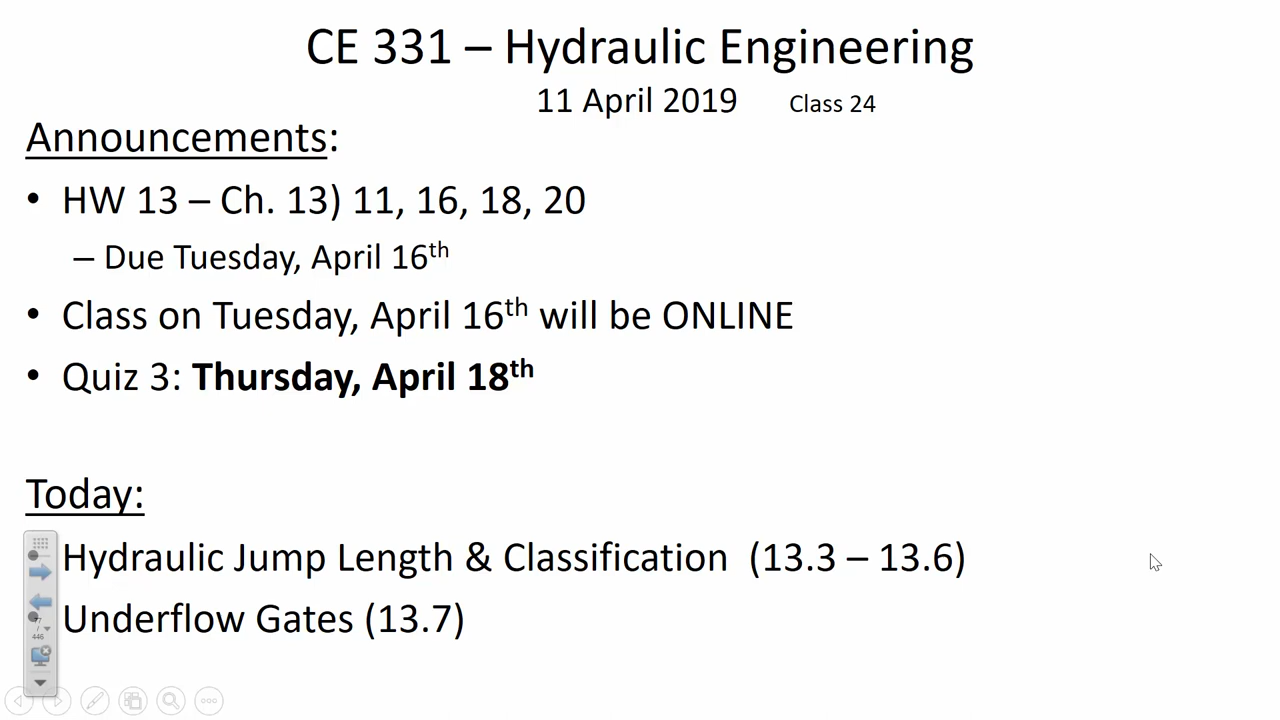 CE 331 – Hydraulic Engineering
11 April 2019 Class 24
Announcements:
• HW 13 – Ch. 13) 11, 16, 18, 20
– Due Tuesday, April 16th
• Class on Tuesday, April 16th will be ONLINE
• Quiz 3: Thursday, April 18th
Today:
Hydraulic Jump Length & Classification (13.3 – 13.6)
Underflow Gates (13.7)
446